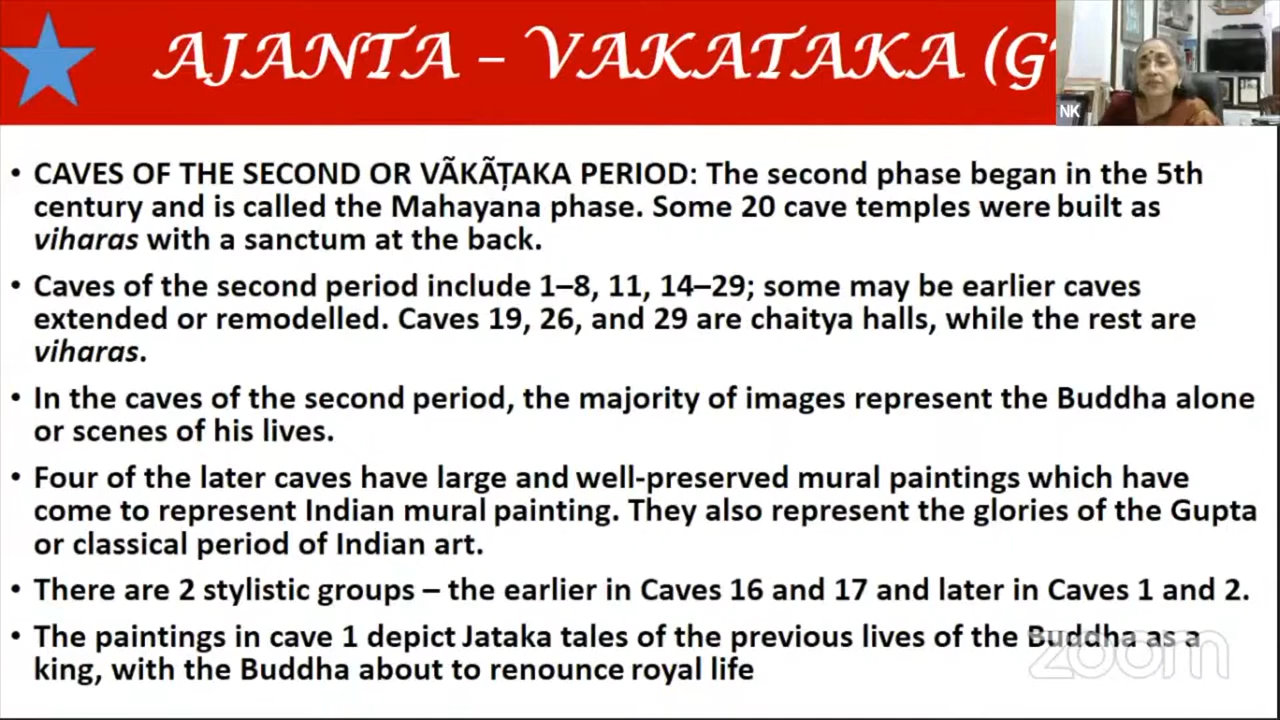 AJANTA – VAKATAKA (G
NK
• CAVES OF THE SECOND OR VÃKÃṬAKA PERIOD: The second phase began in the 5th
century and is called the Mahayana phase. Some 20 cave temples were built as
viharas with a sanctum at the back.
• Caves of the second period include 1–8, 11, 14–29; some may be earlier caves
extended or remodelled. Caves 19, 26, and 29 are chaitya halls, while the rest are
viharas.
• In the caves of the second period, the majority of images represent the Buddha alone
or scenes of his lives.
• Four of the later caves have large and well-preserved mural paintings which have
come to represent Indian mural painting. They also represent the glories of the Gupta
or classical period of Indian art.
• There are 2 stylistic groups – the earlier in Caves 16 and 17 and later in Caves 1 and 2.
• The paintings in cave 1 depict Jataka tales of the previous lives of the Buddha as a
king, with the Buddha about to renounce royal life
zoom